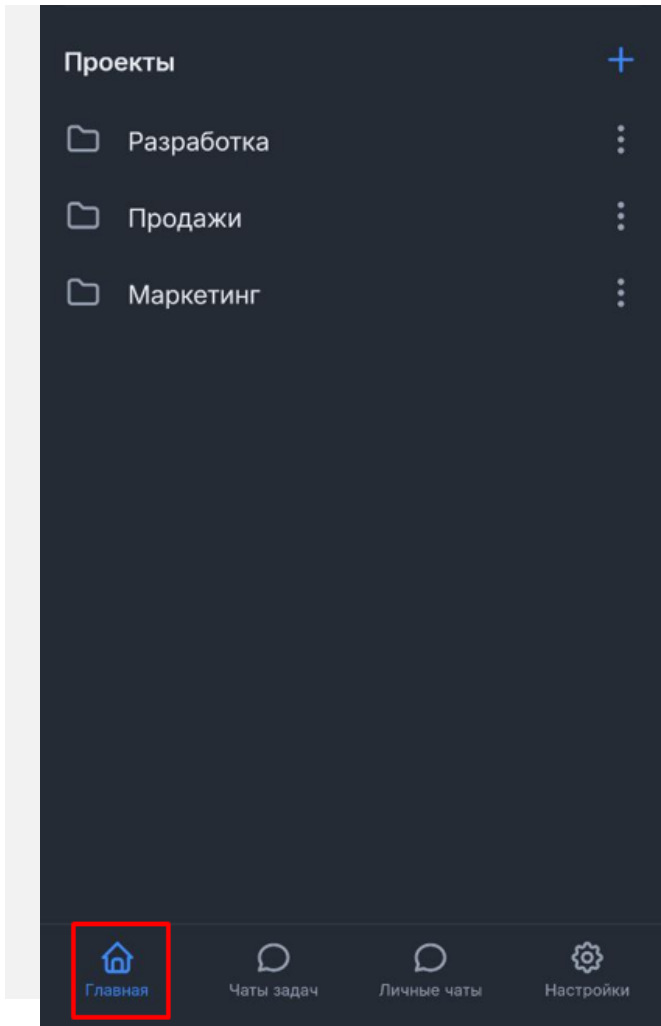 Проекты
Разработка
Продажи
Маркетинг
Главная
Чаты задач
Личные чаты
Настройки